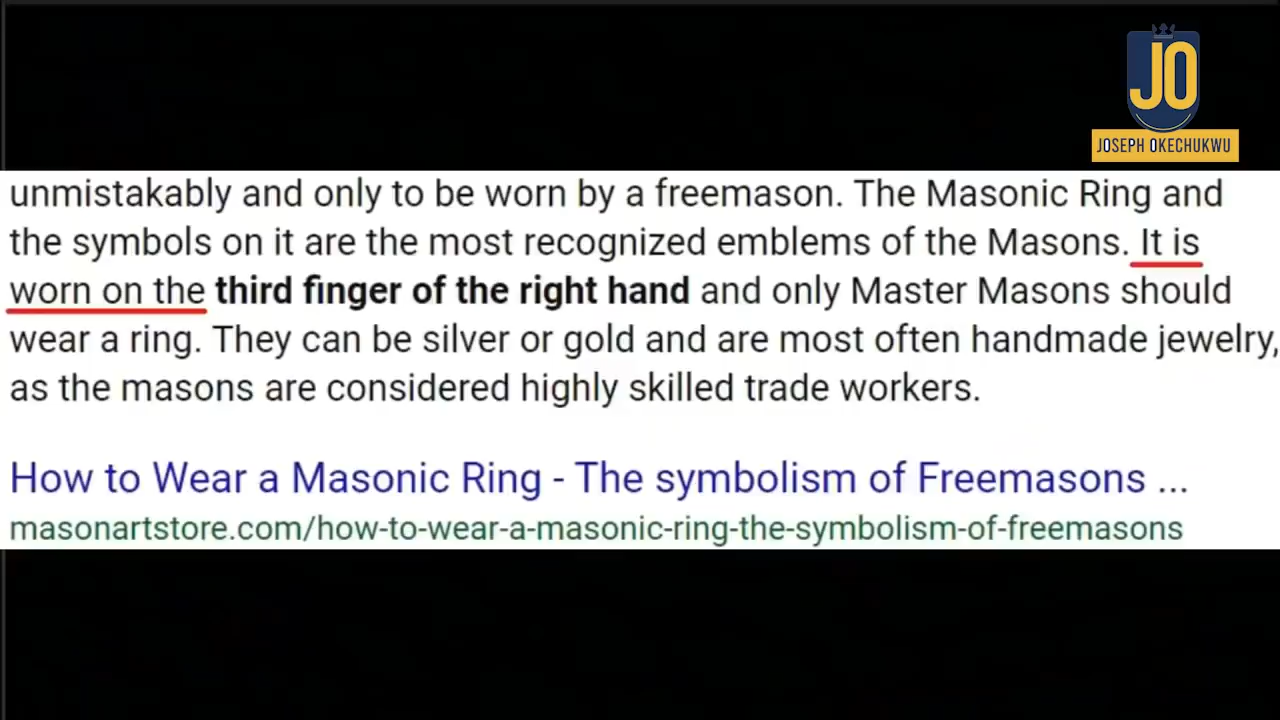 JO
JOSEPH OKECHUKWU
unmistakably and only to be worn by a freemason. The Masonic Ring and
the symbols on it are the most recognized emblems of the Masons. It is
worn on the third finger of the right hand and only Master Masons should
wear a ring. They can be silver or gold and are most often handmade jewelry,
as the masons are considered highly skilled trade workers.
How to Wear a Masonic Ring - The symbolism of Freemasons ...
masonartstore.com/how-to-wear-a-masonic-ring-the-symbolism-of-freemasons